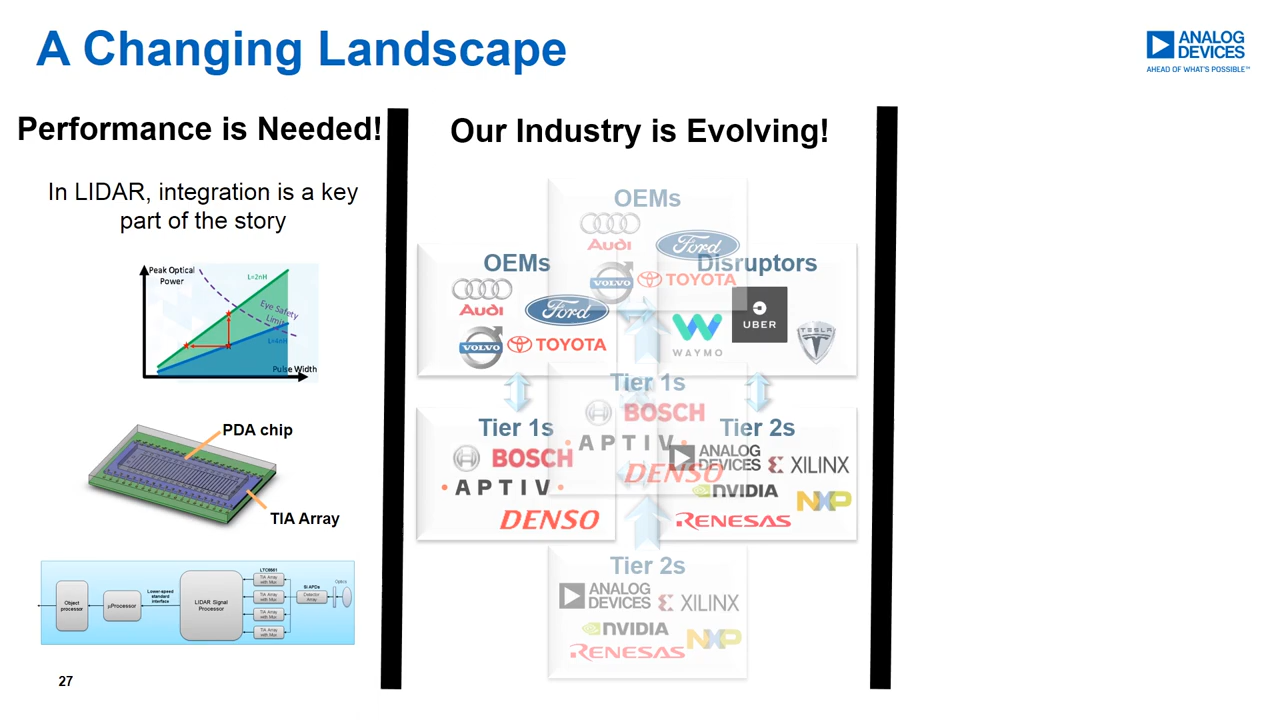 A Changing Landscape
ANALOG
DEVICES
AHEAD OF WHAT'S POSSIBLE™
Performance is Needed!
In LIDAR, integration is a key
part of the story
Peak Optical
Power
L=2nH
Eye Safety
Limit
L=4nH
Pulse Width
PDA chip
TIA Array
Object
processor
µProcessor
Lower-speed
standard
interface
LIDAR Signal
Processor
TIA Array
with Mux
TIA Array
with Mux
TIA Array
with Mux
TIA Array
with Mux
Si APDs
Detector
Array
Optics
27
Our Industry is Evolving!
OEMs
Audi
Ford
VOLVO
TOYOTA
OEMs
Audi
Ford
VOLVO
TOYOTA
Disruptors
WAYMO
UBER
TESLA
Tier 1s
BOSCH
APTIV
DENSO
Tier 1s
BOSCH
APTIV
DENSO
Tier 2s
ANALOG
DEVICES
XILINX
NVIDIA
NXP
RENESAS
Tier 2s
ANALOG
DEVICES
XILINX
NVIDIA
NXP
RENESAS